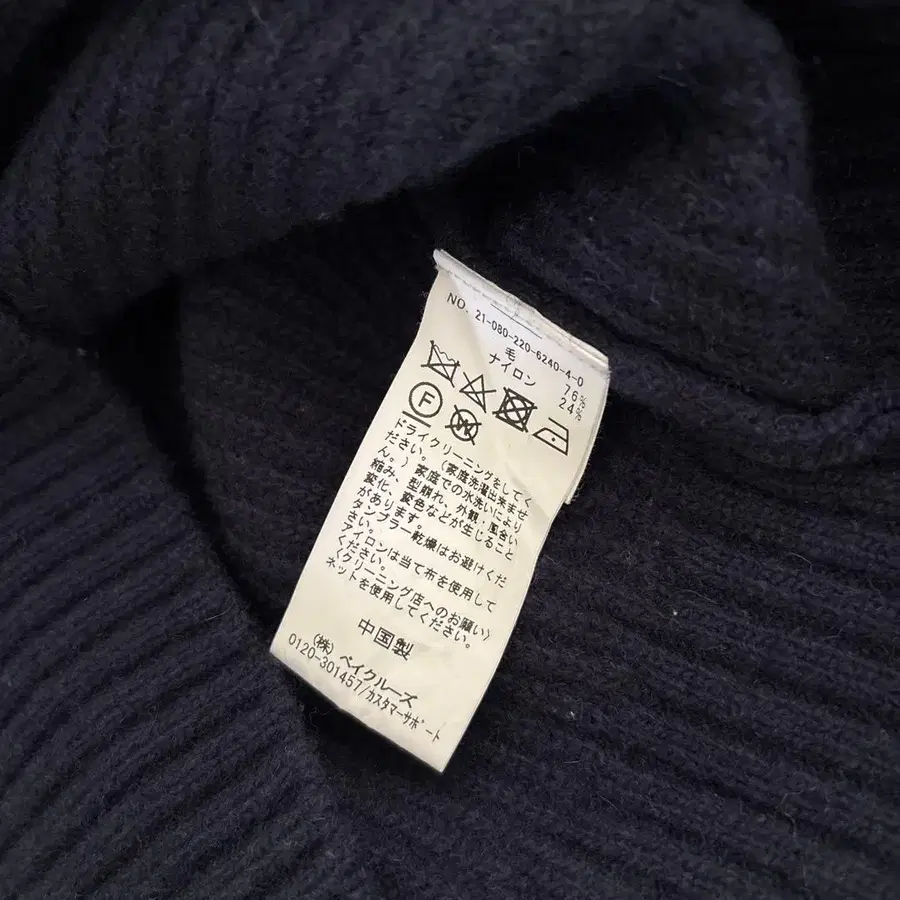 NO. 21-080-220-6240-4-0
毛 76%
ナイロン 24%
F
W
ドライクリーニングをしてく
ださい。(家庭洗濯出来ませ
ん。)家庭での水洗いにより
縮み、型崩れ、外観・風合い
変化、変色などが生じること
があります。
タンブラー乾燥はお避けくだ
さい。
アイロンは当て布を使用して
ください。
(クリーニング店へのお願い)
ネットを使用してください。
中国製
(株)ベイクルーズ
0120-301457/カスタマーサポート